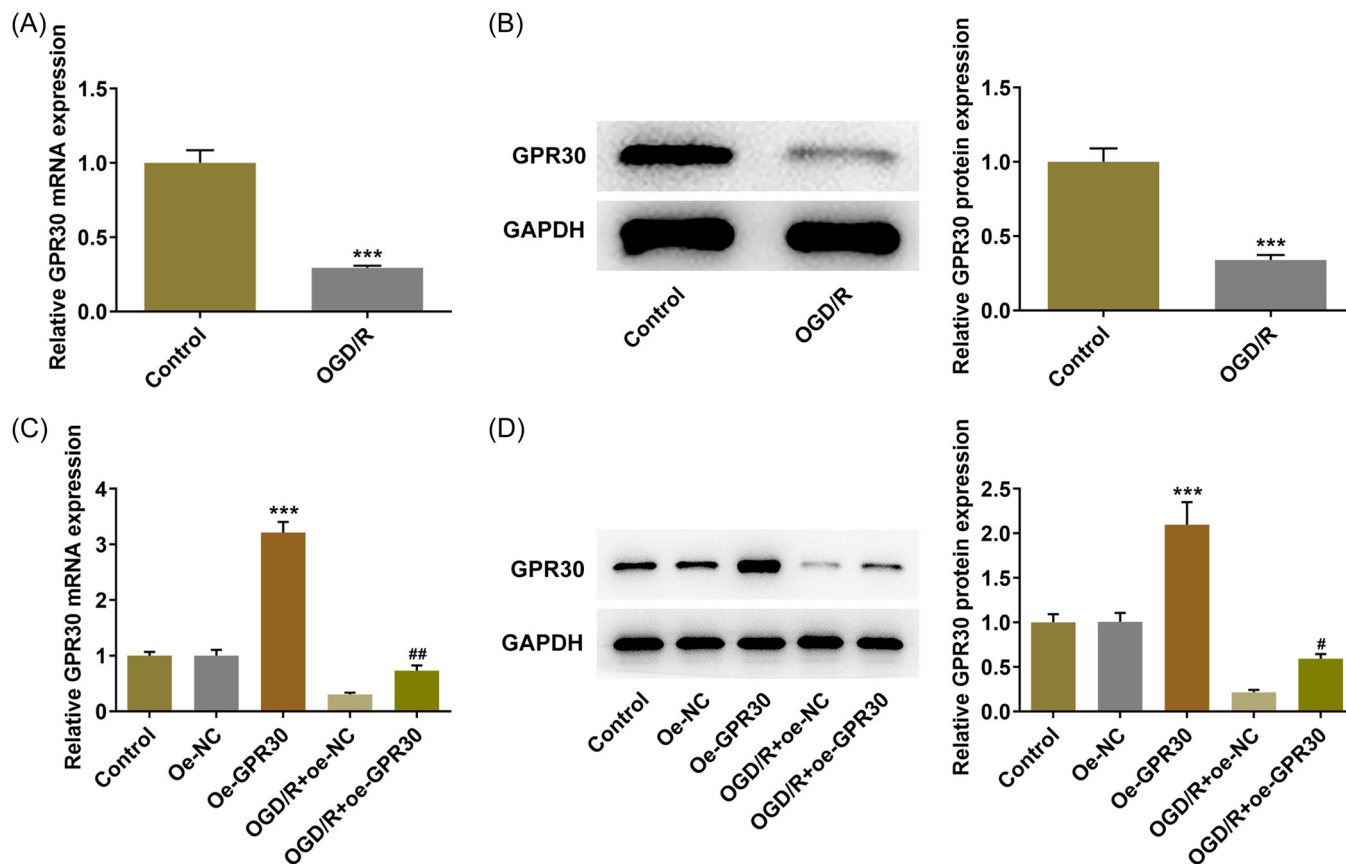 (A)
Relative GPR30 mRNA expression
1.5
1.0
0.5
0.0
***
Control
OGD/R
(B)
GPR30
GAPDH
Control
OGD/R
Relative GPR30 protein expression
1.5
1.0
0.5
0.0
***
Control
OGD/R
(C)
Relative GPR30 mRNA expression
4
3
2
1
0
***
##
Control
Oe-NC
Oe-GPR30
OGD/R+oe-NC
OGD/R+oe-GPR30
(D)
GPR30
GAPDH
Control
Oe-NC
Oe-GPR30
OGD/R+oe-NC
OGD/R+oe-GPR30
Relative GPR30 protein expression
2.5
2.0
1.5
1.0
0.5
0.0
***
#
Control
Oe-NC
Oe-GPR30
OGD/R+oe-NC
OGD/R+oe-GPR30